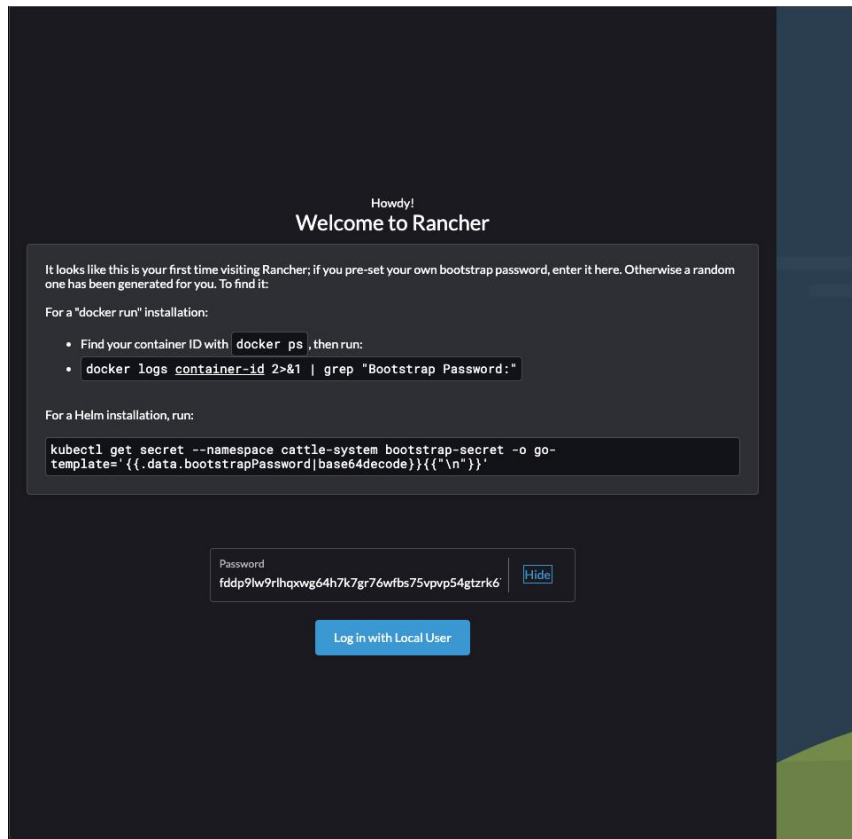 Howdy!
Welcome to Rancher
It looks like this is your first time visiting Rancher; if you pre-set your own bootstrap password, enter it here. Otherwise a random
one has been generated for you. To find it:
For a "docker run" installation:
• Find your container ID with docker ps , then run:
• docker logs container-id 2>&1 | grep "Bootstrap Password:"
For a Helm installation, run:
kubectl get secret --namespace cattle-system bootstrap-secret -o go-
template='{{.data.bootstrapPassword|base64decode}}{{"\n"}}'
Password
Hide
Log in with Local User